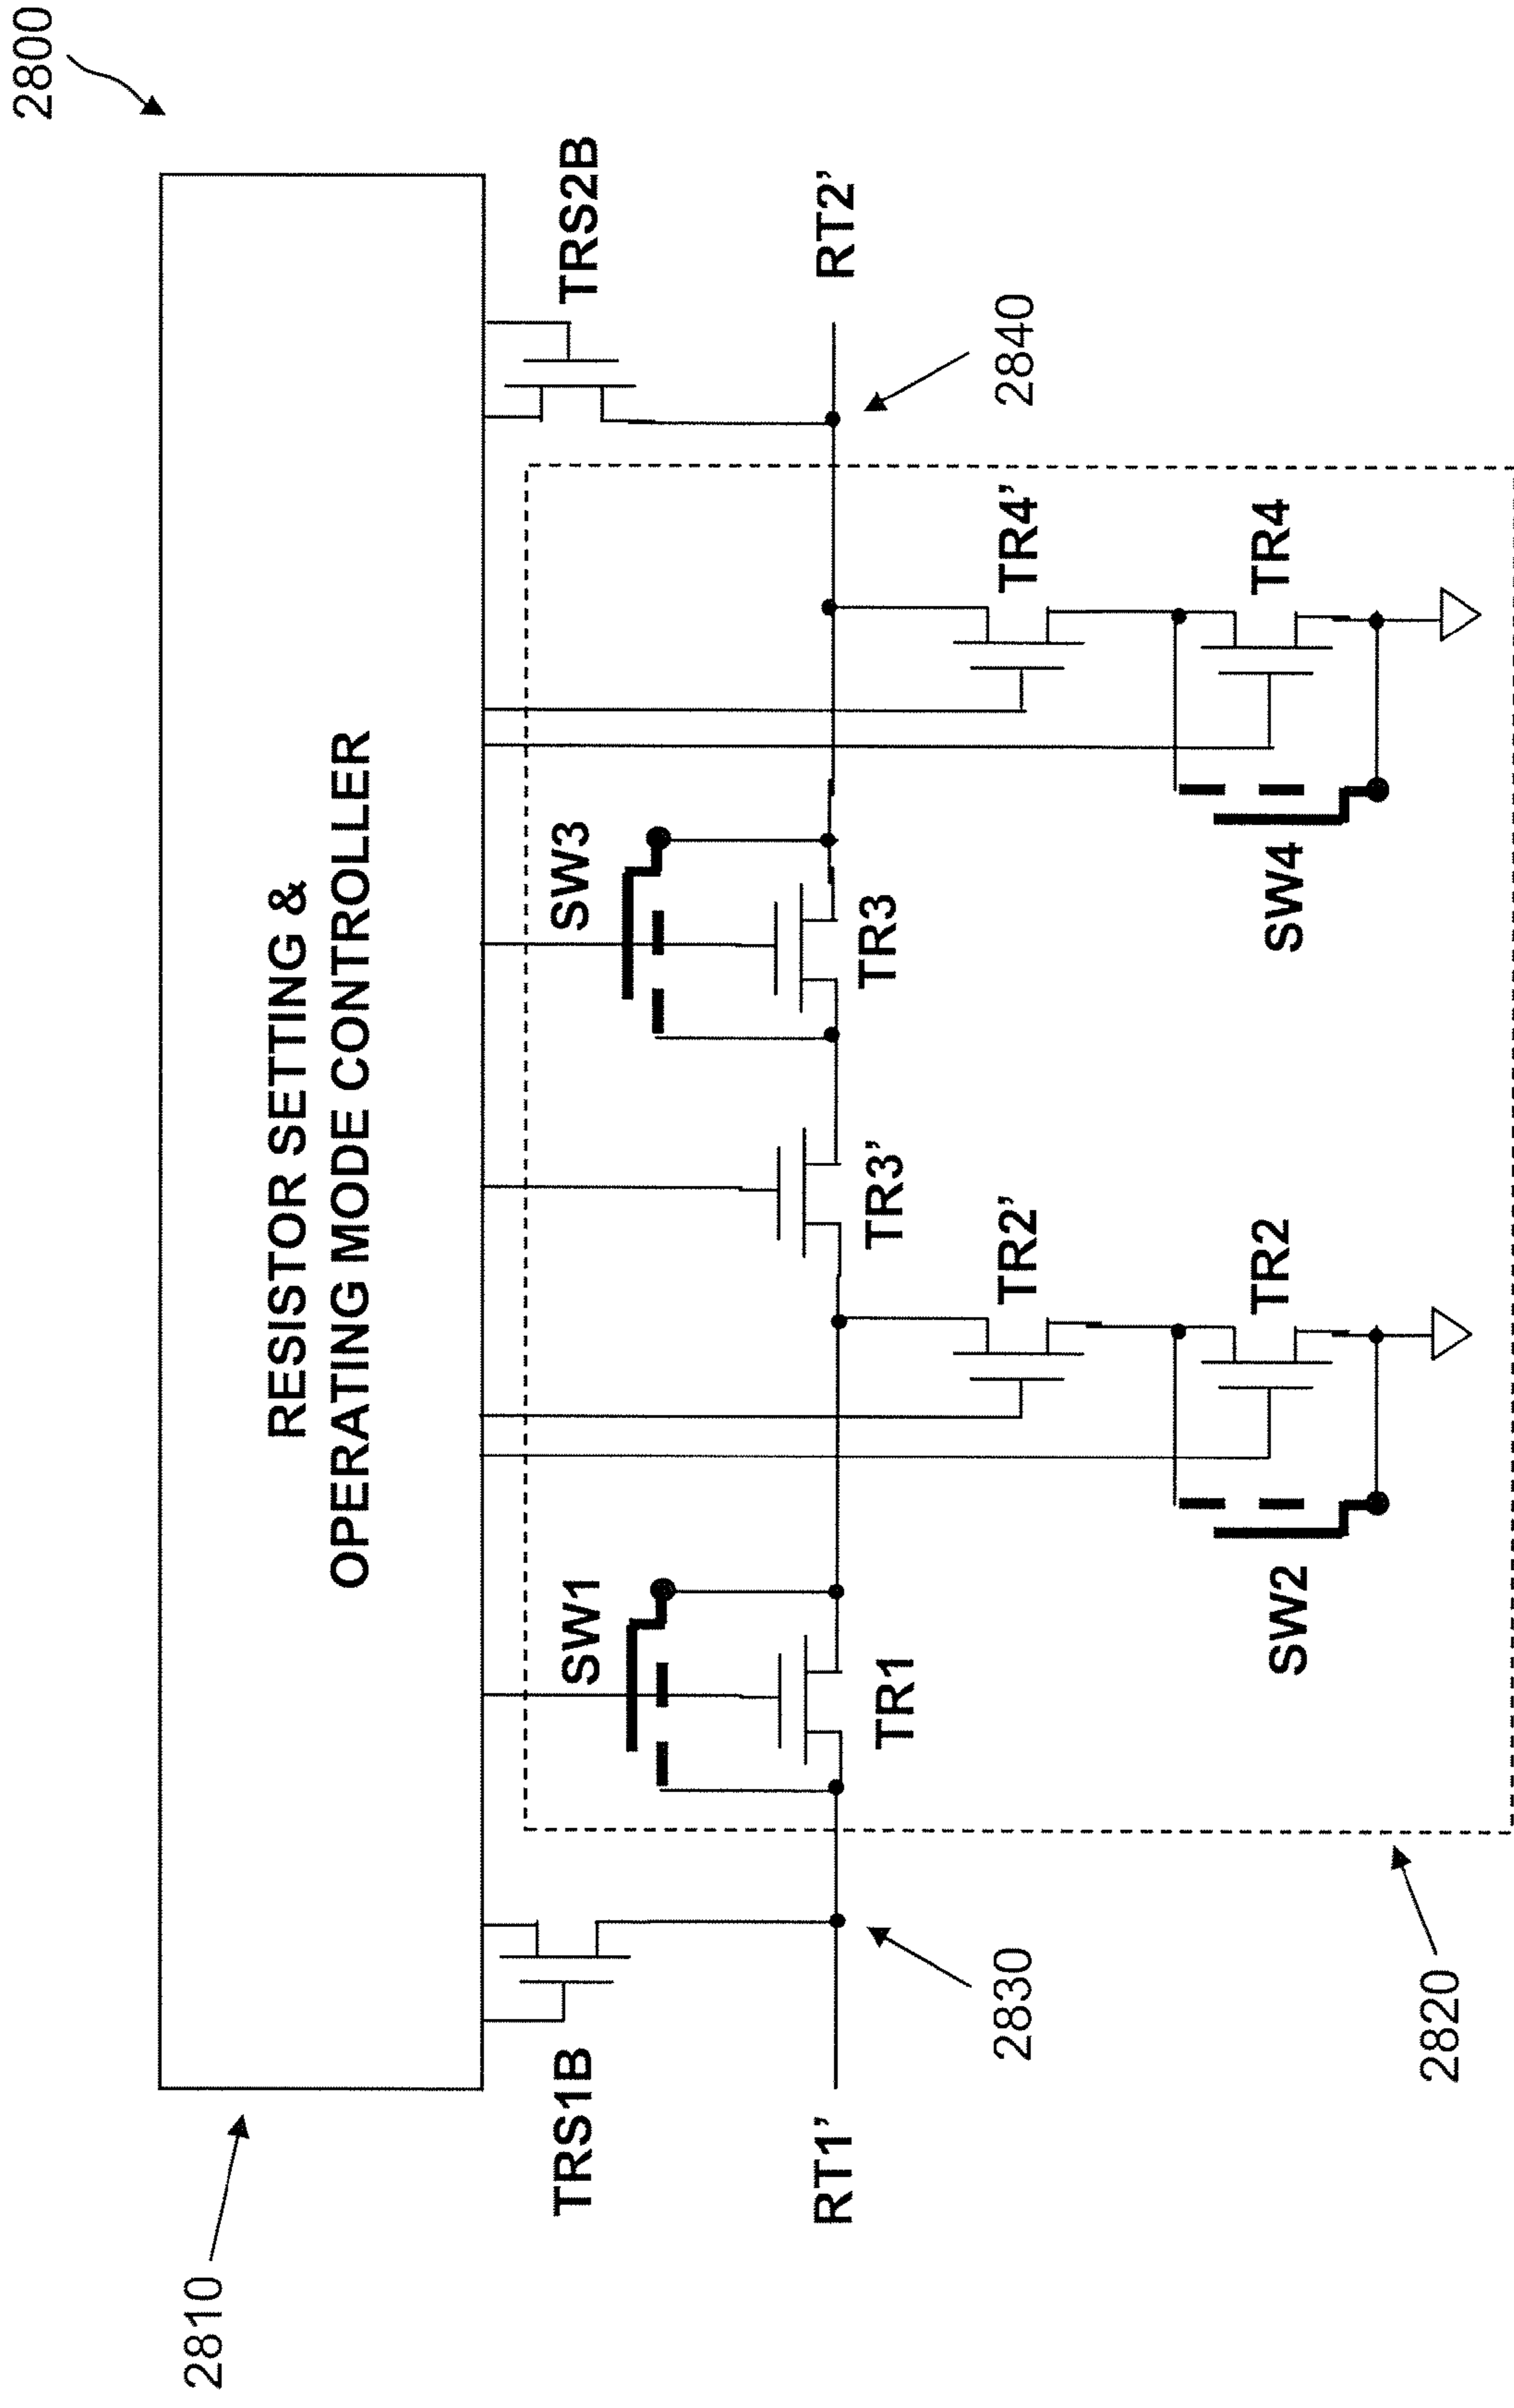 2800
2810
RESISTOR SETTING &
OPERATING MODE CONTROLLER
TRS1B
SW1
SW3
TRS2B
RT1’
RT2’
TR1
TR3’
TR3
2830
TR2’
TR4’
2840
SW2
TR2
SW4
TR4
2820